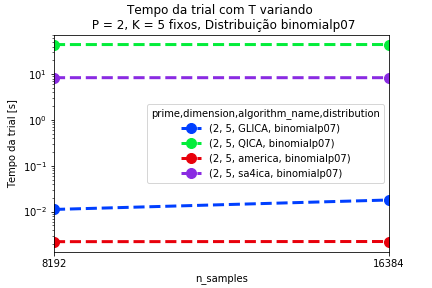 Tempo da trial com T variando
P = 2, K = 5 fixos, Distribuição binomialp07
Tempo da trial [s]
10¹
10⁰
10⁻¹
10⁻²
prime,dimension,algorithm_name,distribution
(2, 5, GLICA, binomialp07)
(2, 5, QICA, binomialp07)
(2, 5, america, binomialp07)
(2, 5, sa4ica, binomialp07)
8192
16384
n_samples